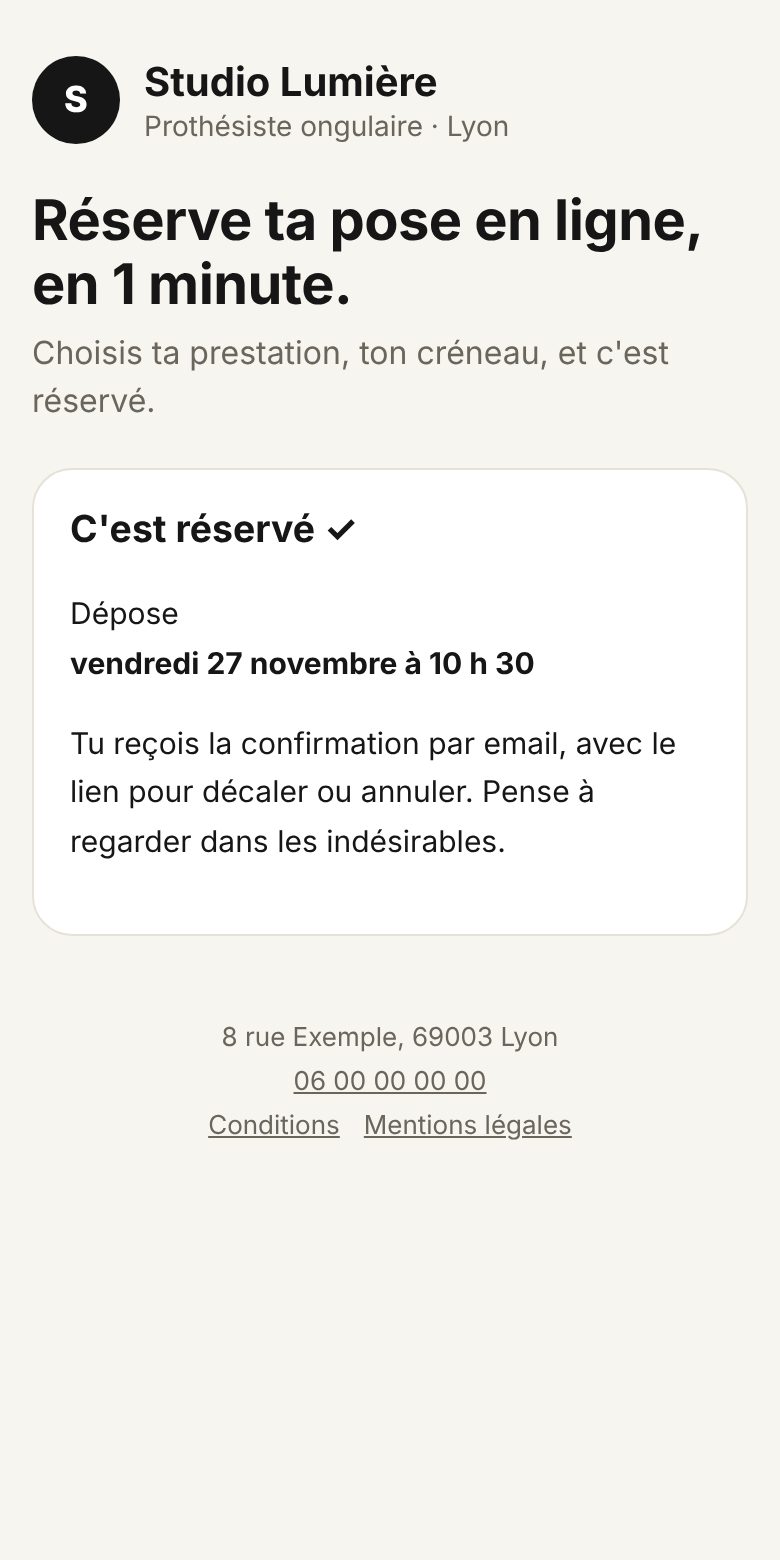 S
Studio Lumière
Prothésiste ongulaire · Lyon
Réserve ta pose en ligne,
en 1 minute.
Choisis ta prestation, ton créneau, et c'est
réservé.
C'est réservé ✓
Dépose
vendredi 27 novembre à 10 h 30
Tu reçois la confirmation par email, avec le
lien pour décaler ou annuler. Pense à
regarder dans les indésirables.
8 rue Exemple, 69003 Lyon
06 00 00 00 00
Conditions Mentions légales